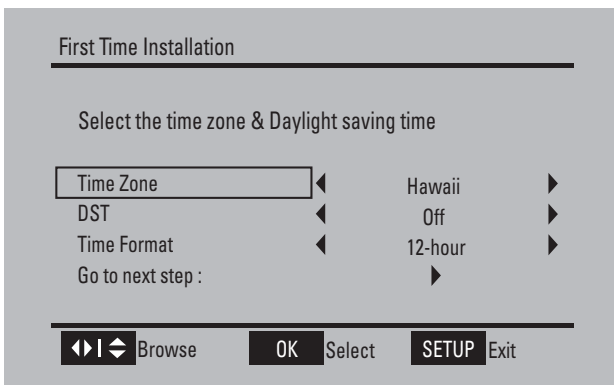 First Time Installation
Select the time zone & Daylight saving time
Time Zone Hawaii
DST Off
Time Format 12-hour
Go to next step :
Browse OK Select SETUP Exit